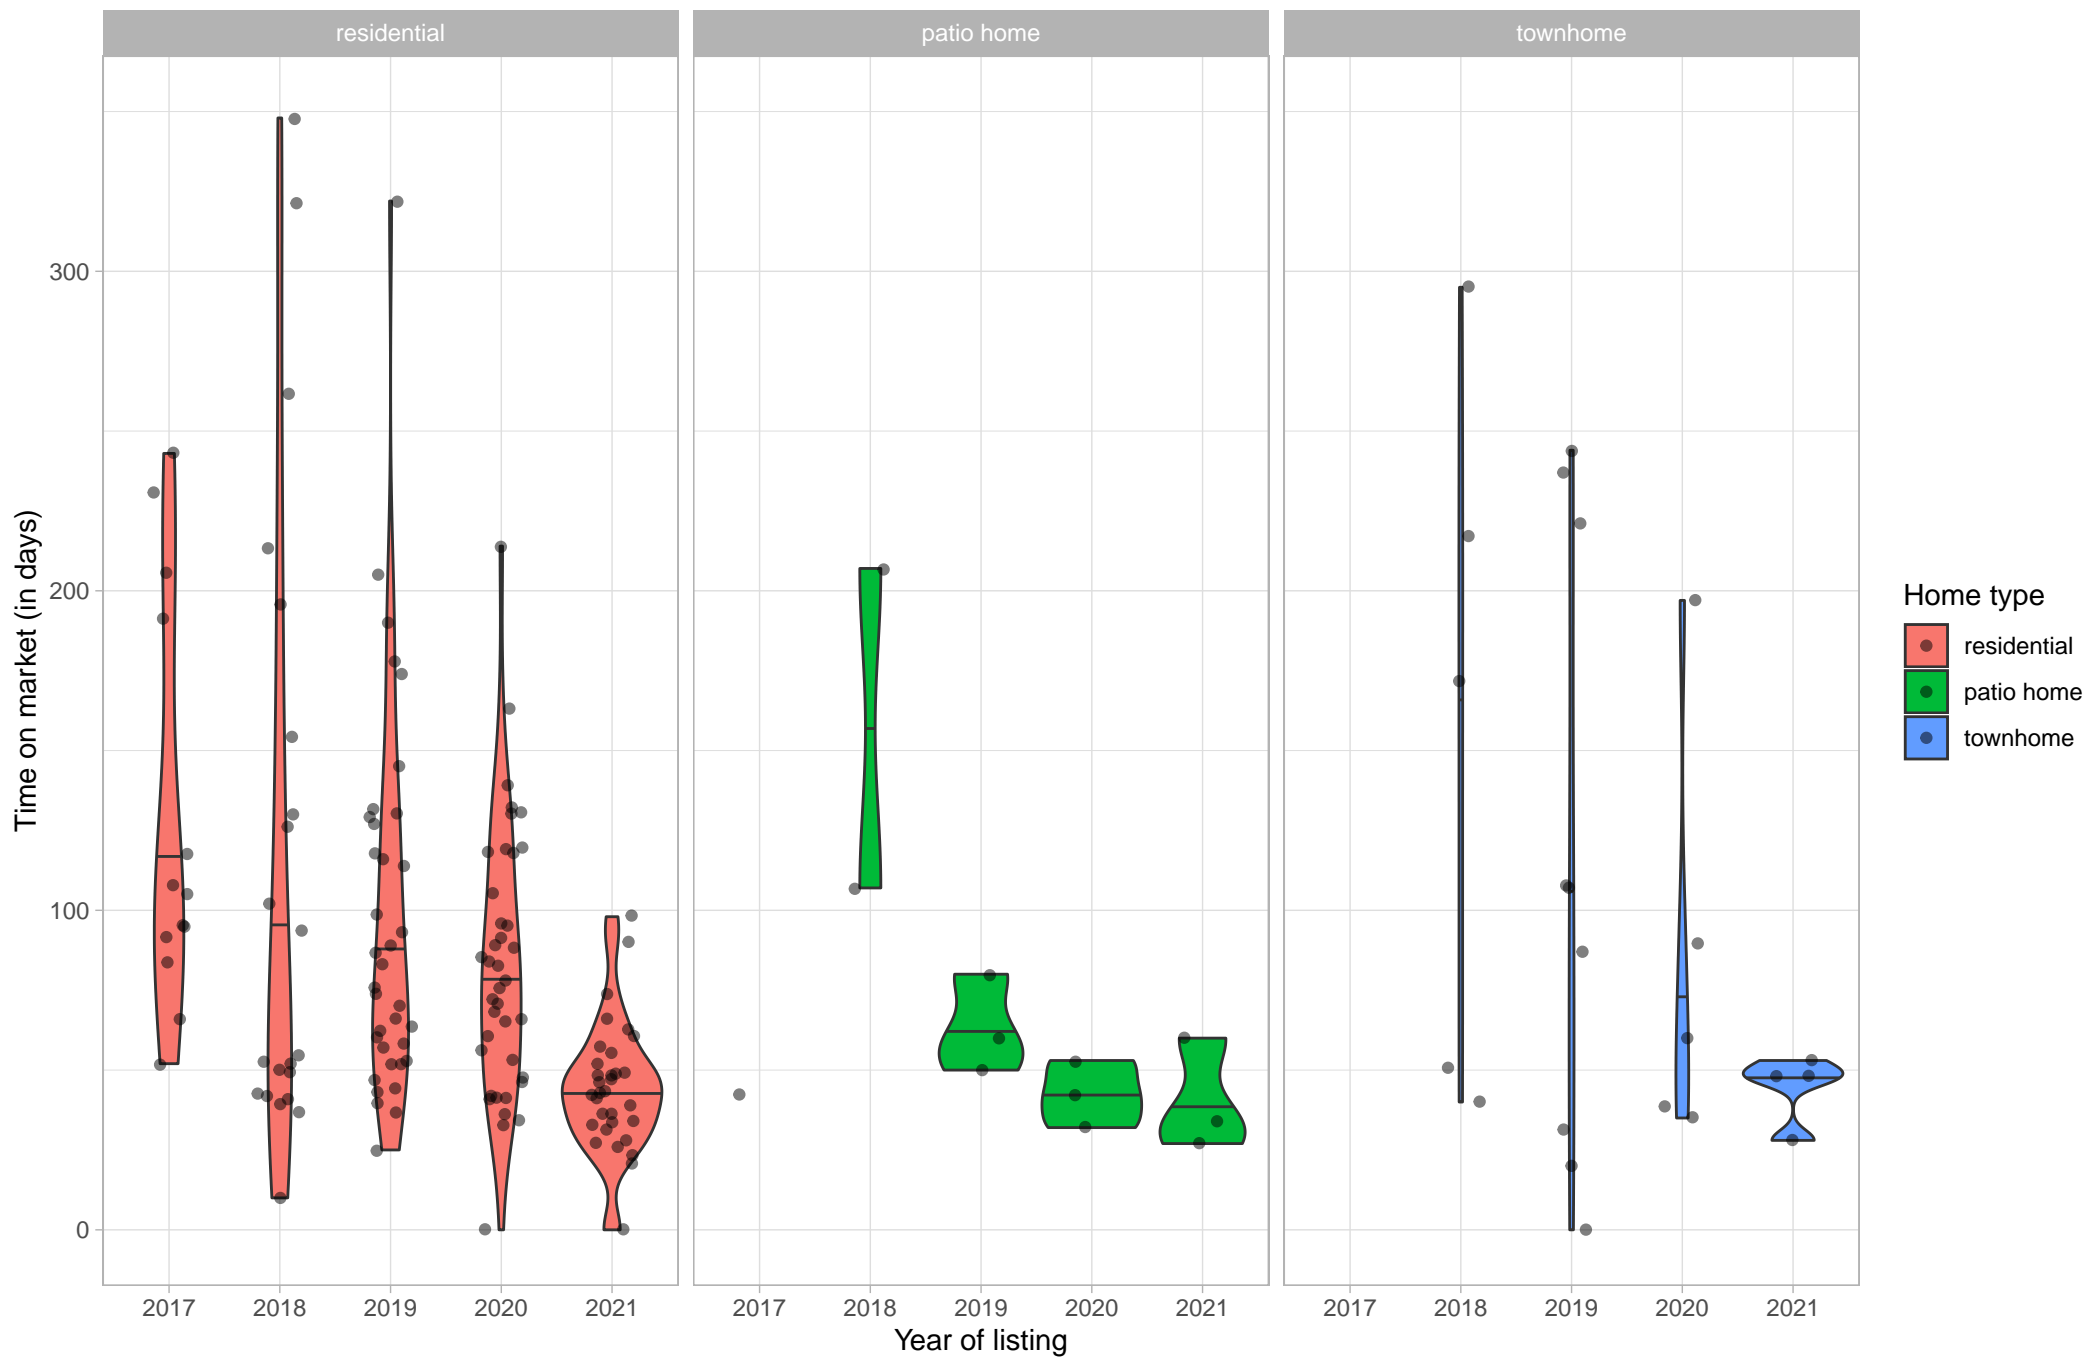 residential patio home townhome
Time on market (in days)
300
200
100
0
2017 2018 2019 2020 2021 2017 2018 2019 2020 2021 2017 2018 2019 2020 2021
Year of listing
Home type
residential
patio home
townhome